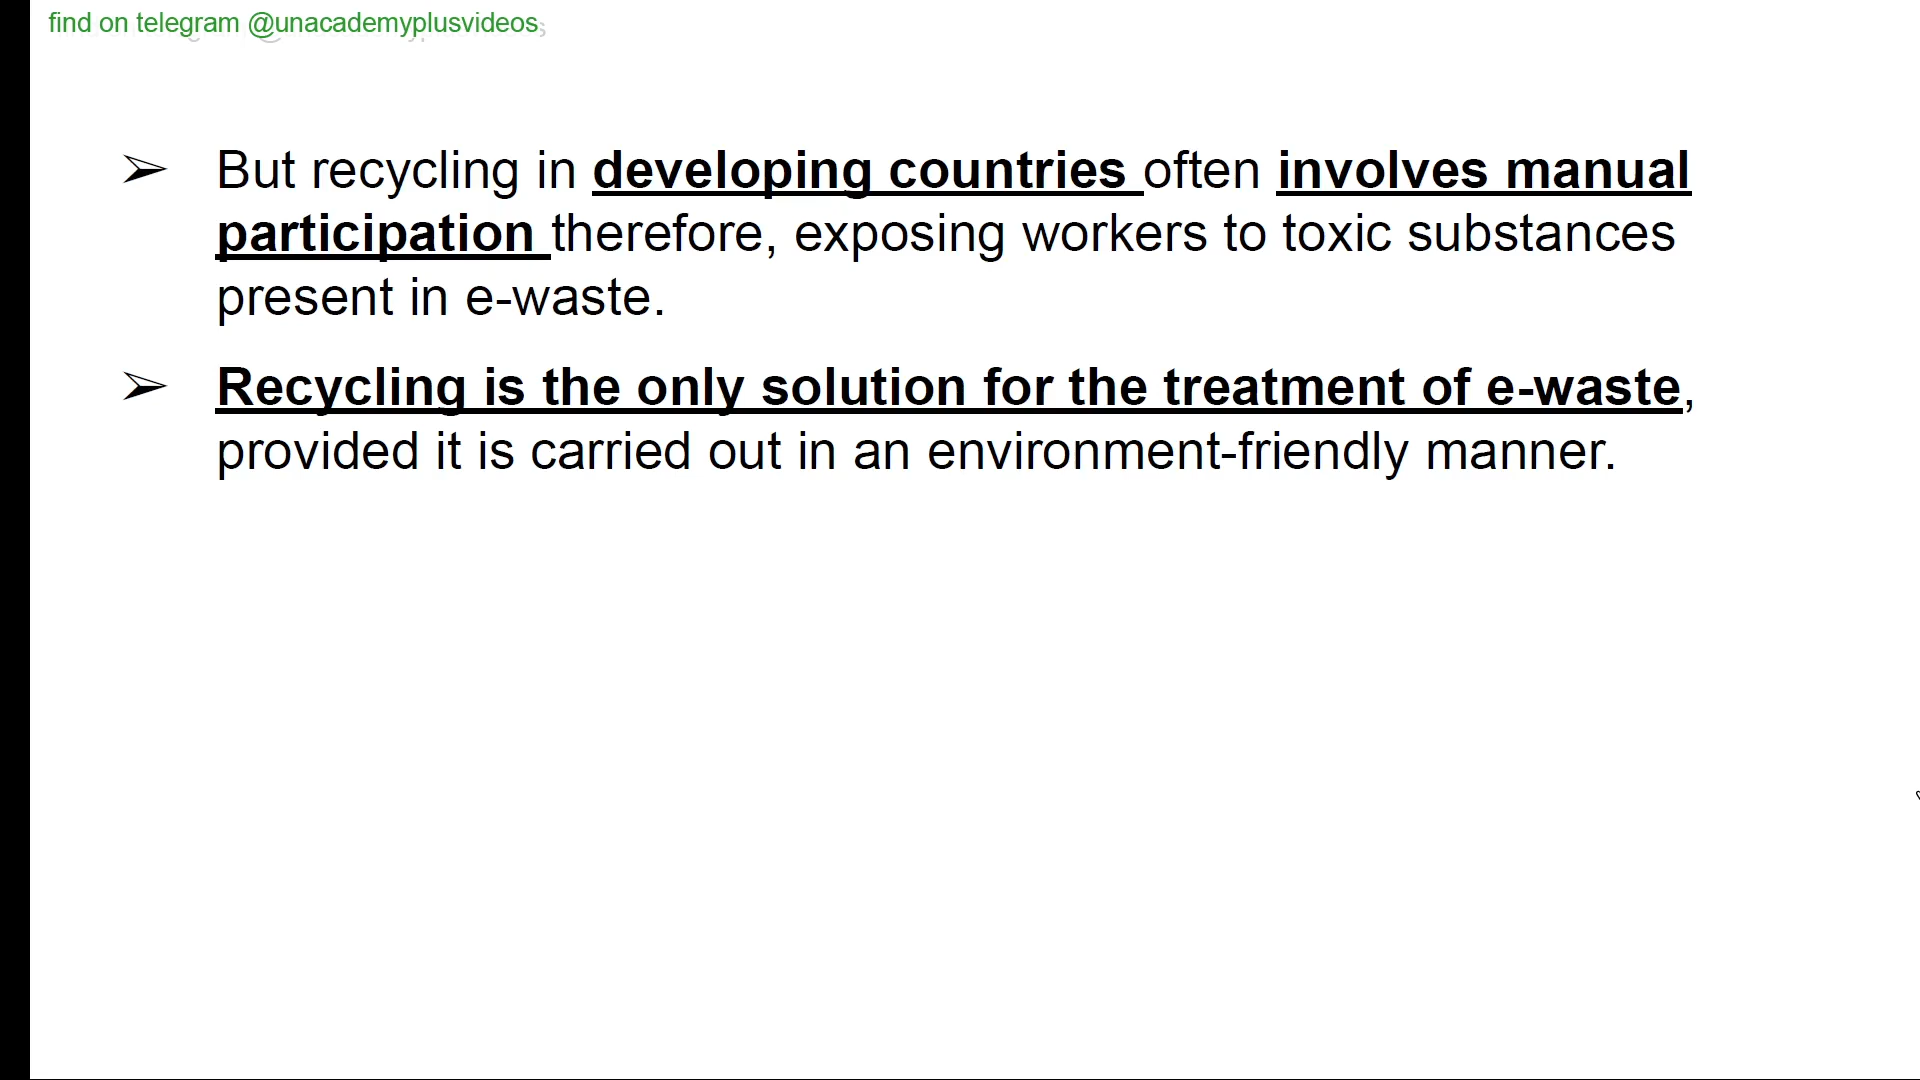 find on telegram @unacademyplusvideos
➢ But recycling in developing countries often involves manual
participation therefore, exposing workers to toxic substances
present in e-waste.
➢ Recycling is the only solution for the treatment of e-waste,
provided it is carried out in an environment-friendly manner.